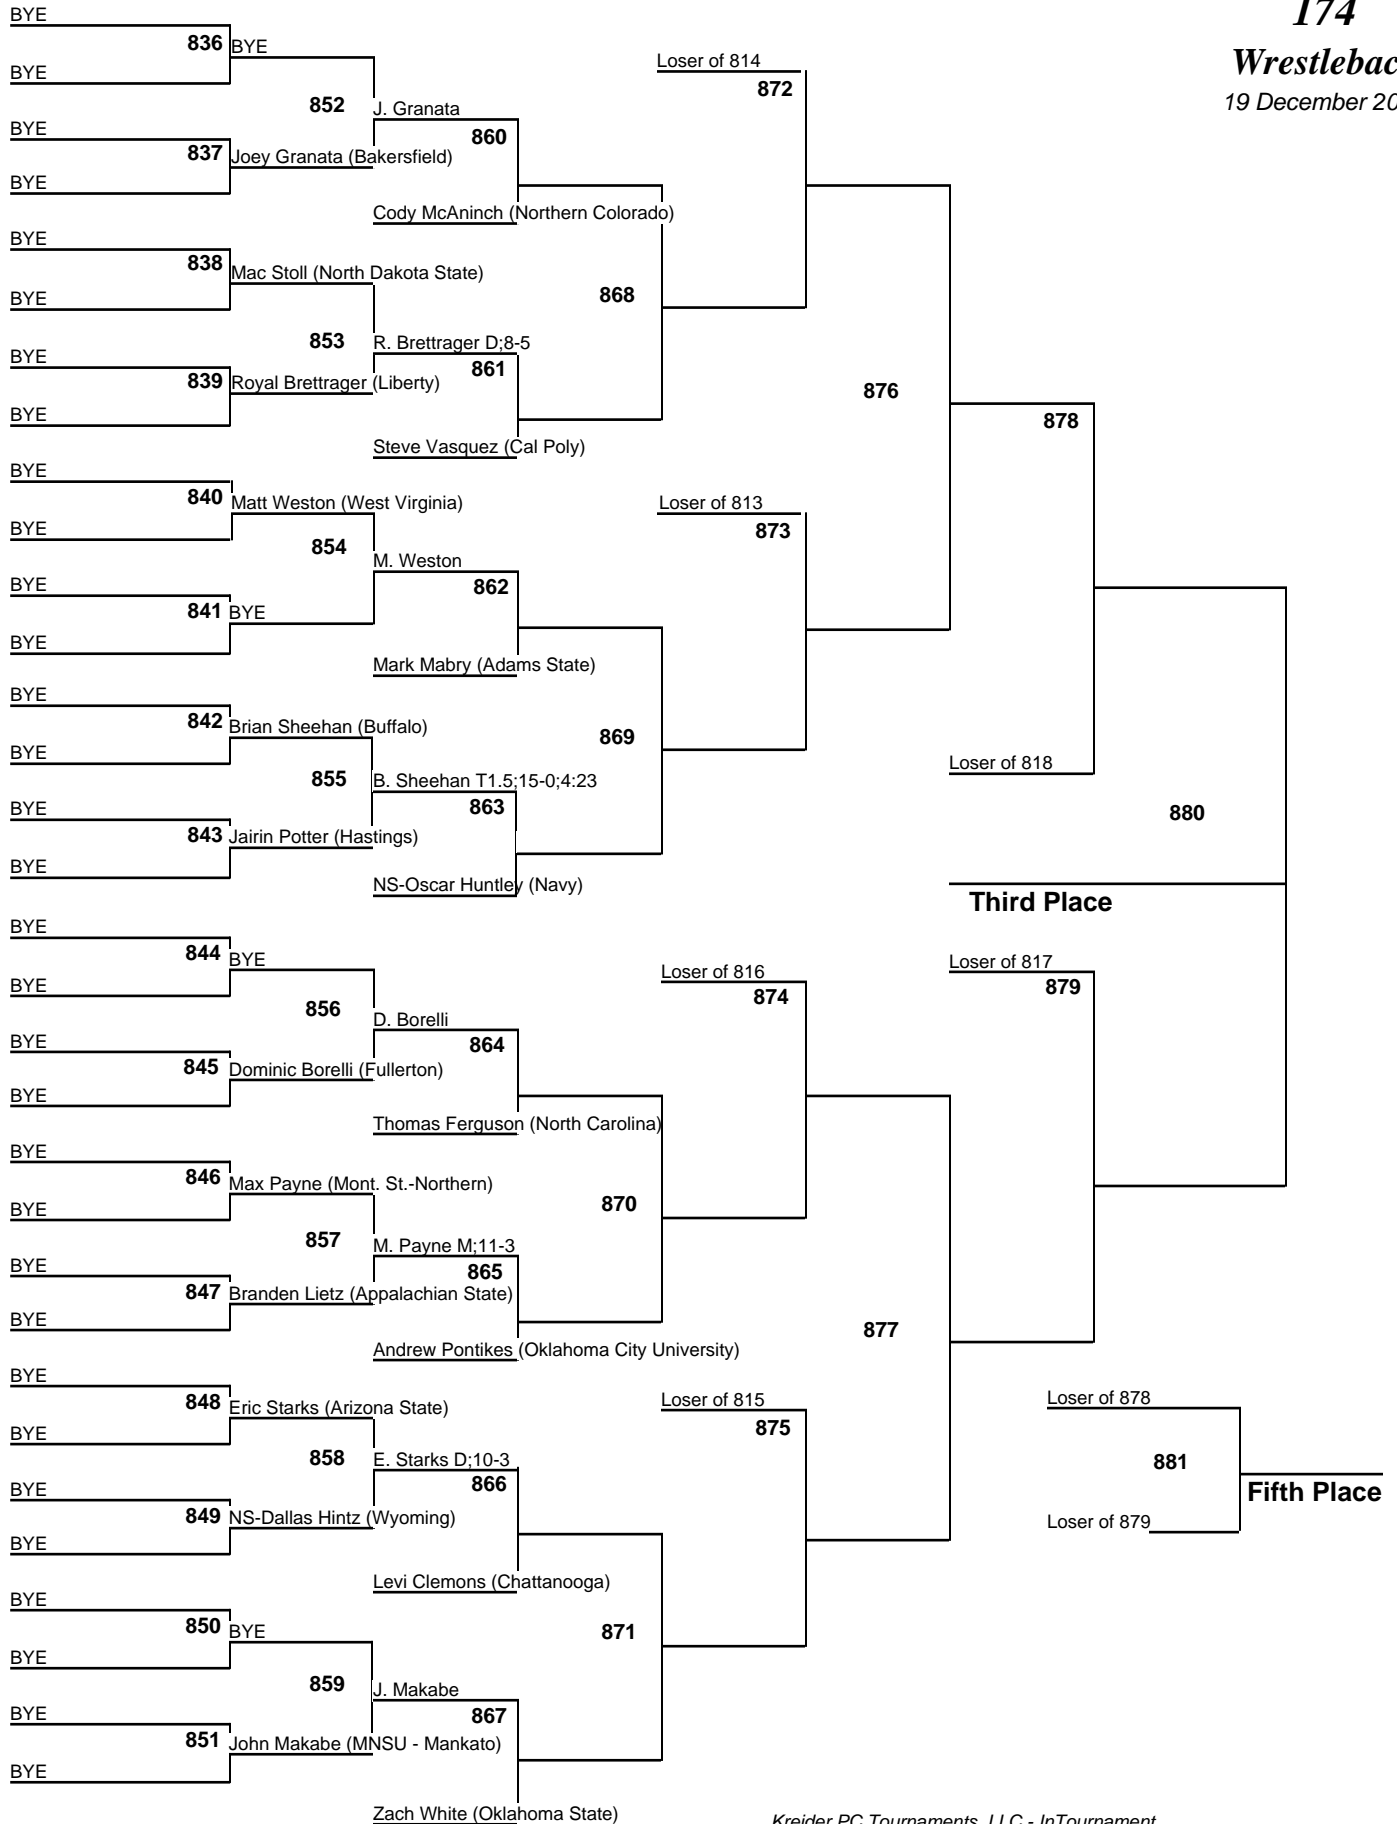 174
Wrestlebac
19 December 20
BYE
836 BYE
BYE
Loser of 814
872
852 J. Granata
860
BYE
837 Joey Granata (Bakersfield)
BYE
Cody McAninch (Northern Colorado)
BYE
838 Mac Stoll (North Dakota State)
868
BYE
853 R. Brettrager D;8-5
861
BYE
839 Royal Brettrager (Liberty)
876
BYE
878
Steve Vasquez (Cal Poly)
BYE
840 Matt Weston (West Virginia)
Loser of 813
873
BYE
854 M. Weston
862
BYE
841 BYE
BYE
Mark Mabry (Adams State)
BYE
842 Brian Sheehan (Buffalo)
869
BYE
Loser of 818
855 B. Sheehan T1.5;15-0;4:23
863
880
BYE
843 Jairin Potter (Hastings)
BYE
NS-Oscar Huntley (Navy)
Third Place
BYE
844 BYE
Loser of 816
874
Loser of 817
879
BYE
856 D. Borelli
864
BYE
845 Dominic Borelli (Fullerton)
BYE
Thomas Ferguson (North Carolina)
BYE
846 Max Payne (Mont. St.-Northern)
870
BYE
857 M. Payne M;11-3
865
BYE
847 Branden Lietz (Appalachian State)
BYE
877
Andrew Pontikes (Oklahoma City University)
BYE
848 Eric Starks (Arizona State)
Loser of 815
875
Loser of 878
BYE
858 E. Starks D;10-3
866
881
BYE
849 NS-Dallas Hintz (Wyoming)
Fifth Place
Loser of 879
BYE
Levi Clemons (Chattanooga)
BYE
850 BYE
871
BYE
859 J. Makabe
867
BYE
851 John Makabe (MNSU - Mankato)
BYE
Zach White (Oklahoma State)
Kreider PC Tournaments, LLC - InTournament